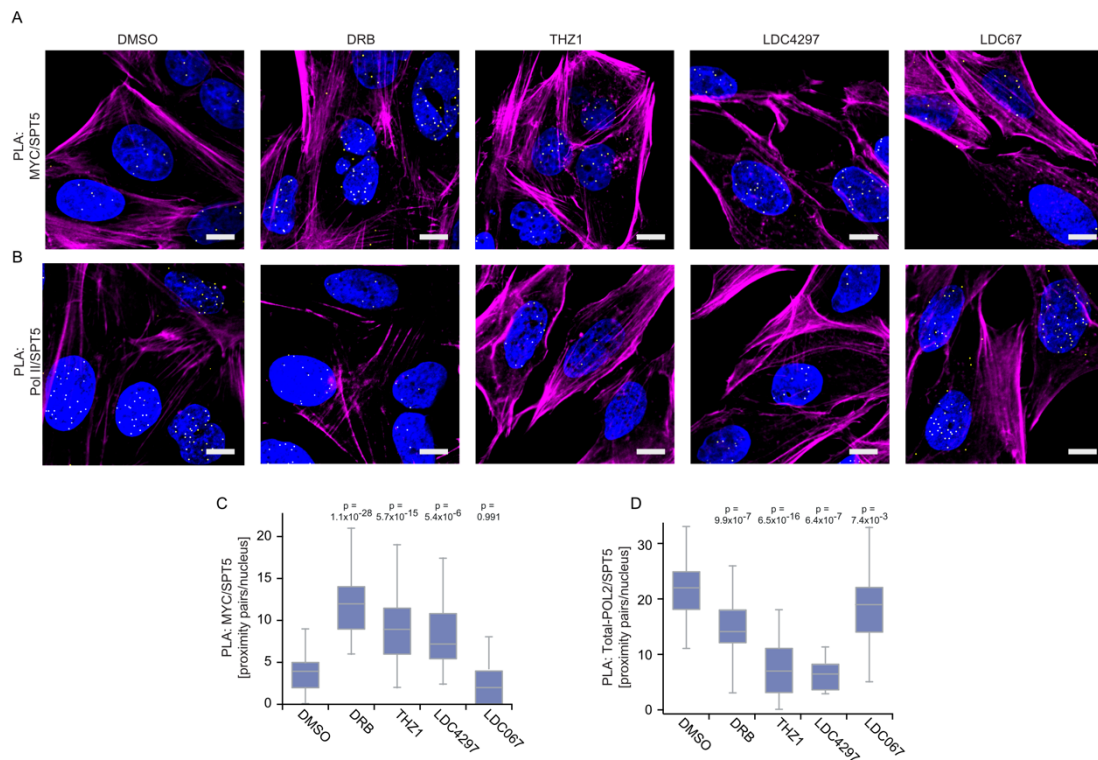 A
DMSO DRB THZ1 LDC4297 LDC67
PLA:
MYC/SPT5
B
PLA:
Pol II/SPT5
C
p = p = p = p =
1.1x10-28 5.7x10-15 5.4x10-6 0.991
PLA: MYC/SPT5
[proximity pairs/nucleus]
20
15
10
5
0
DMSO DRB THZ1 LDC4297 LDC067
D
p = p = p = p =
9.9x10-7 6.5x10-16 6.4x10-7 7.4x10-3
PLA: Total-POL2/SPT5
[proximity pairs/nucleus]
30
20
10
0
DMSO DRB THZ1 LDC4297 LDC067